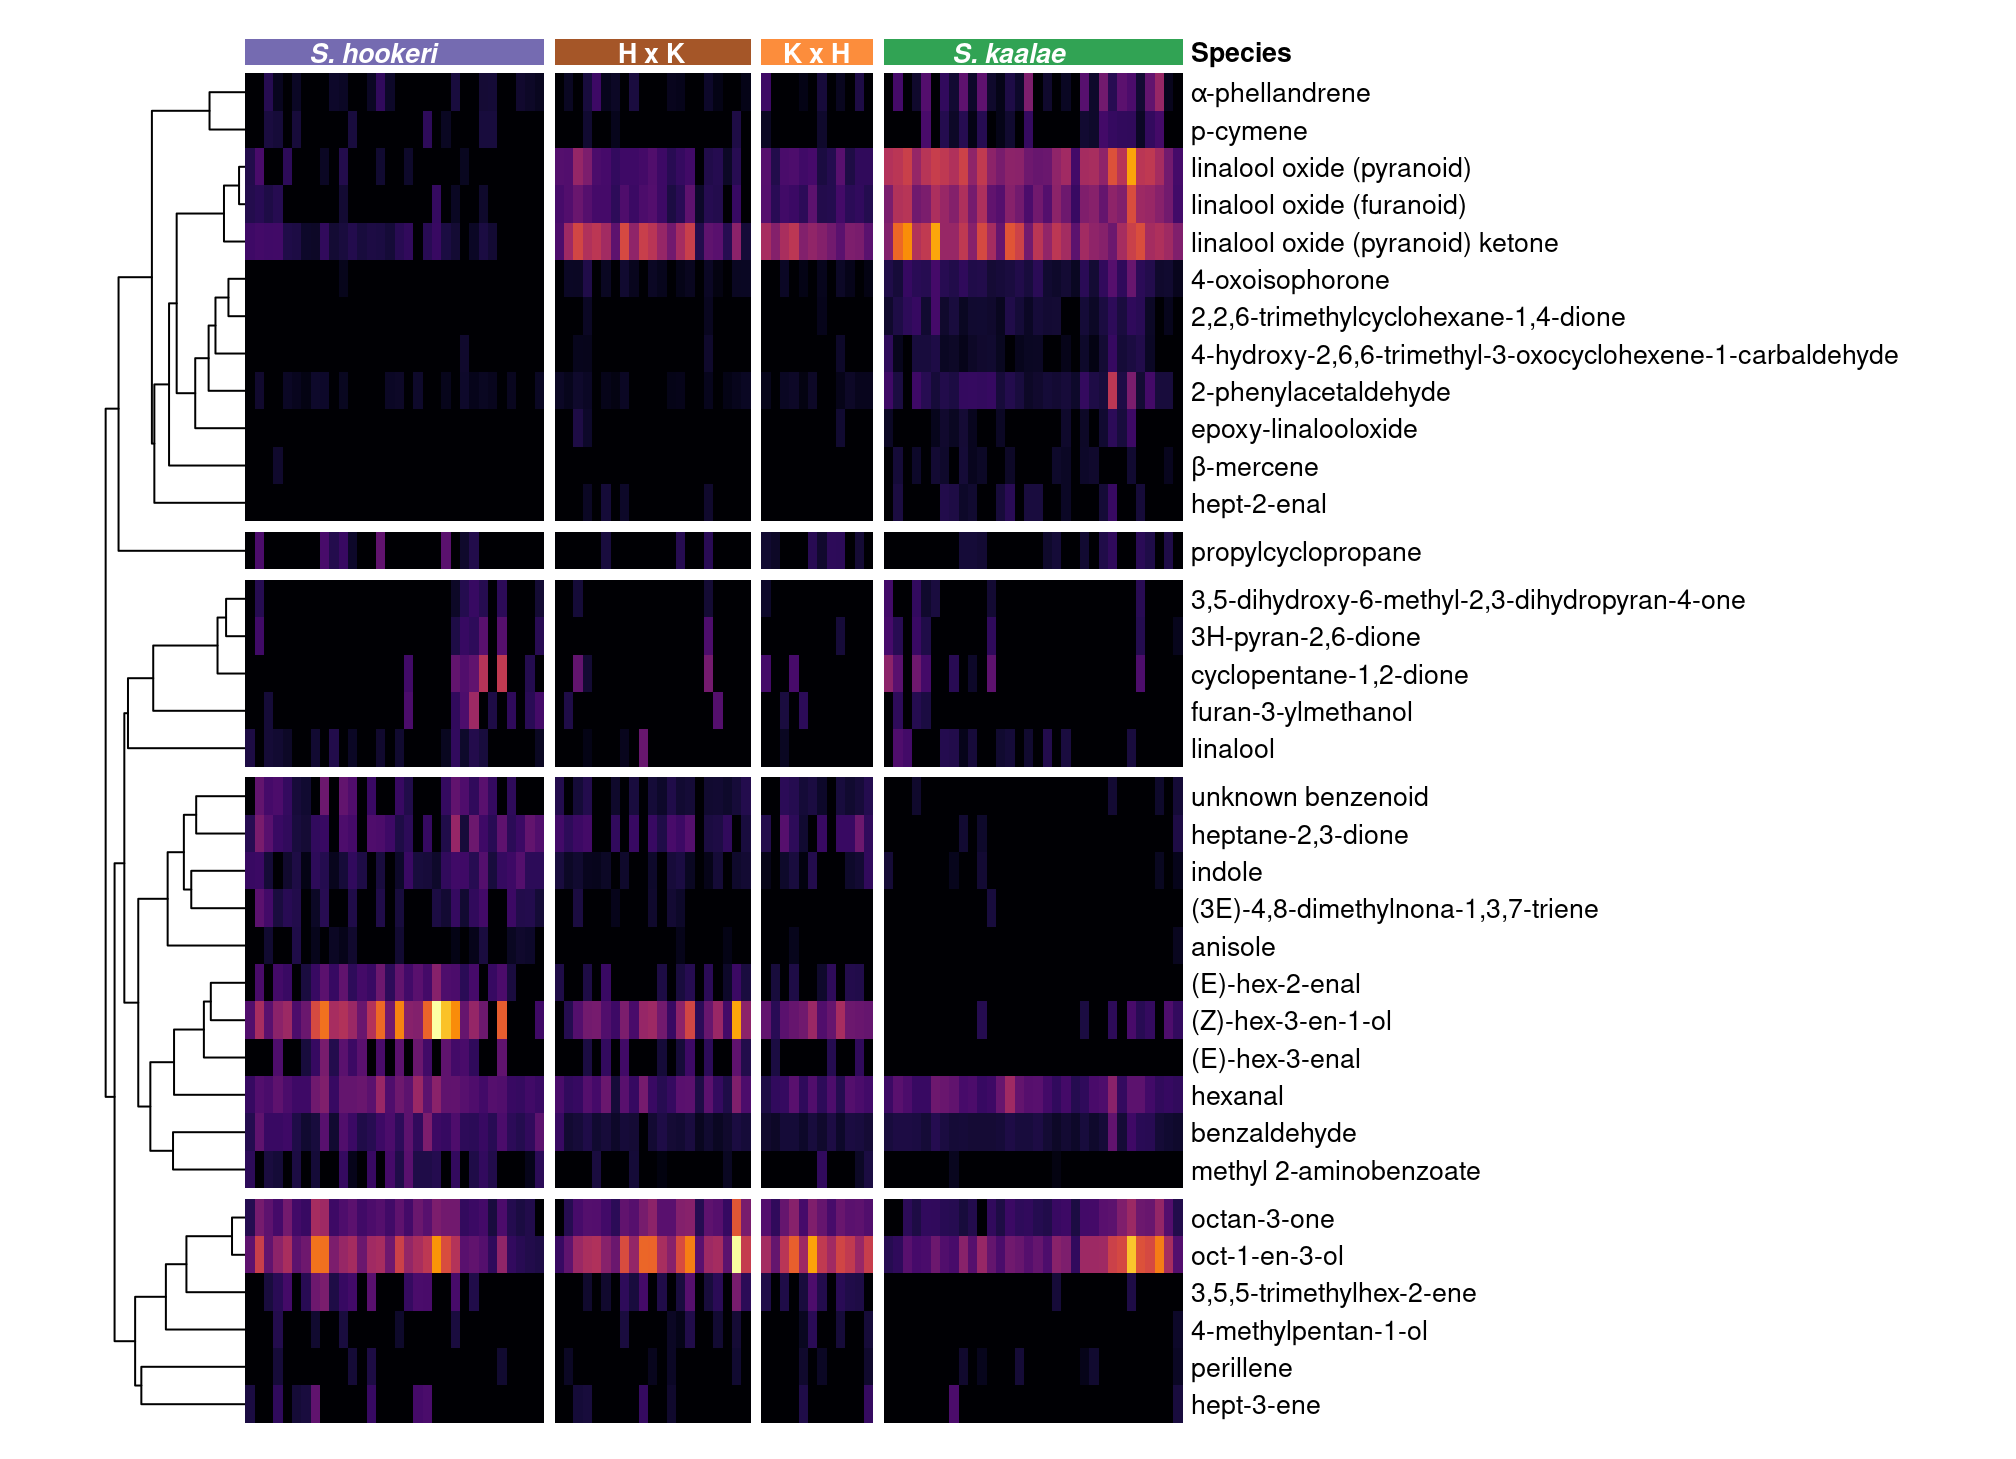 S. hookeri H x K K x H S. kaalae Species
α-phellandrene
p-cymene
linalool oxide (pyranoid)
linalool oxide (furanoid)
linalool oxide (pyranoid) ketone
4-oxoisophorone
2,2,6-trimethylcyclohexane-1,4-dione
4-hydroxy-2,6,6-trimethyl-3-oxocyclohexene-1-carbaldehyde
2-phenylacetaldehyde
epoxy-linalooloxide
β-mercene
hept-2-enal
propylcyclopropane
3,5-dihydroxy-6-methyl-2,3-dihydropyran-4-one
3H-pyran-2,6-dione
cyclopentane-1,2-dione
furan-3-ylmethanol
linalool
unknown benzenoid
heptane-2,3-dione
indole
(3E)-4,8-dimethylnona-1,3,7-triene
anisole
(E)-hex-2-enal
(Z)-hex-3-en-1-ol
(E)-hex-3-enal
hexanal
benzaldehyde
methyl 2-aminobenzoate
octan-3-one
oct-1-en-3-ol
3,5,5-trimethylhex-2-ene
4-methylpentan-1-ol
perillene
hept-3-ene